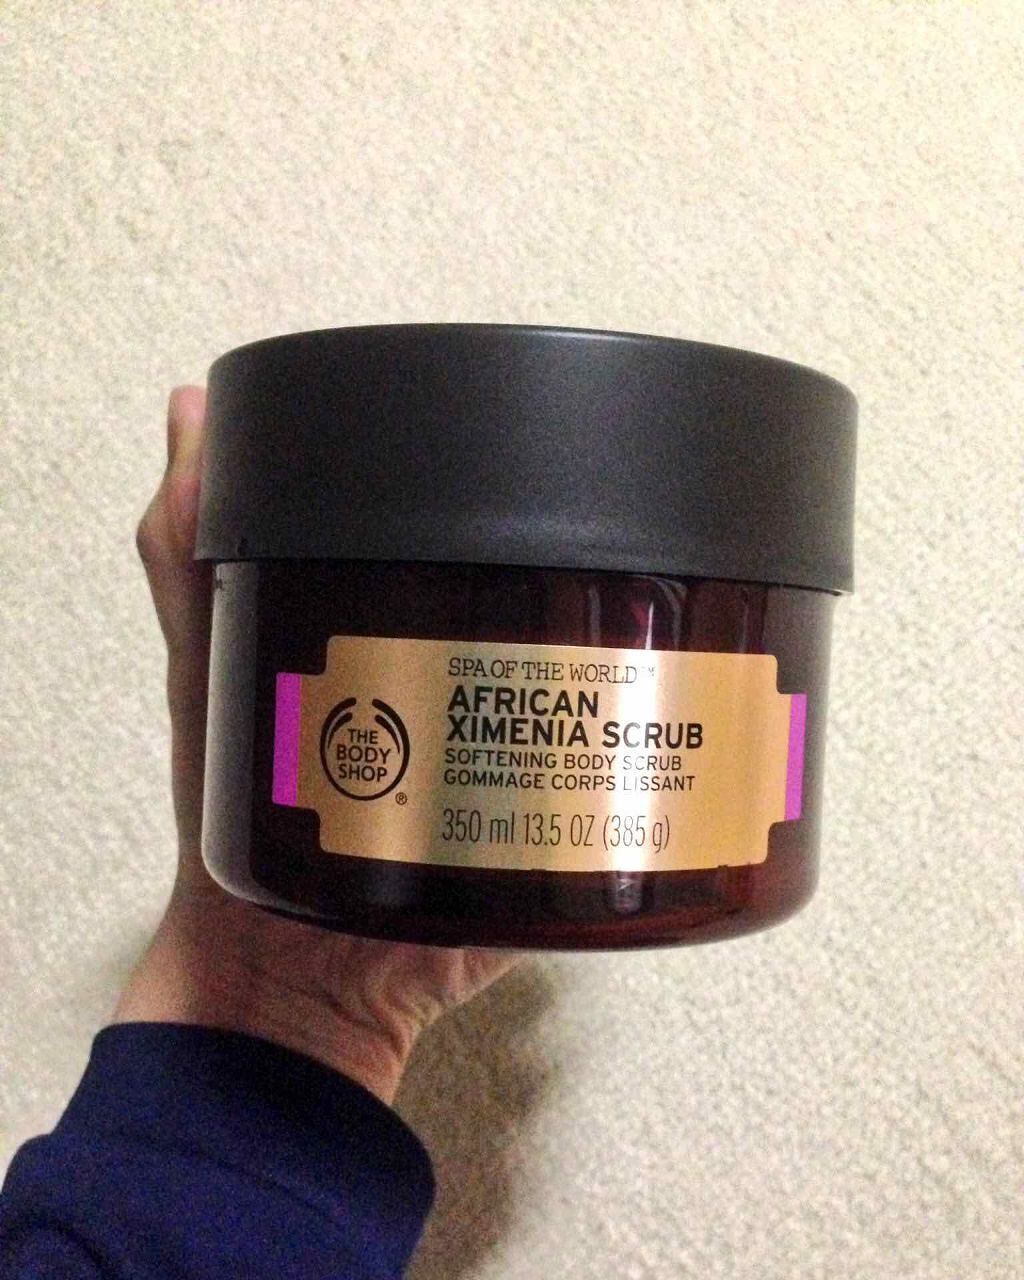 THE
BODY
SHOP
®
SPA OF THE WORLD™
AFRICAN
XIMENIA SCRUB
SOFTENING BODY SCRUB
GOMMAGE CORPS LISSANT
350 ml 13.5 OZ (385 g)